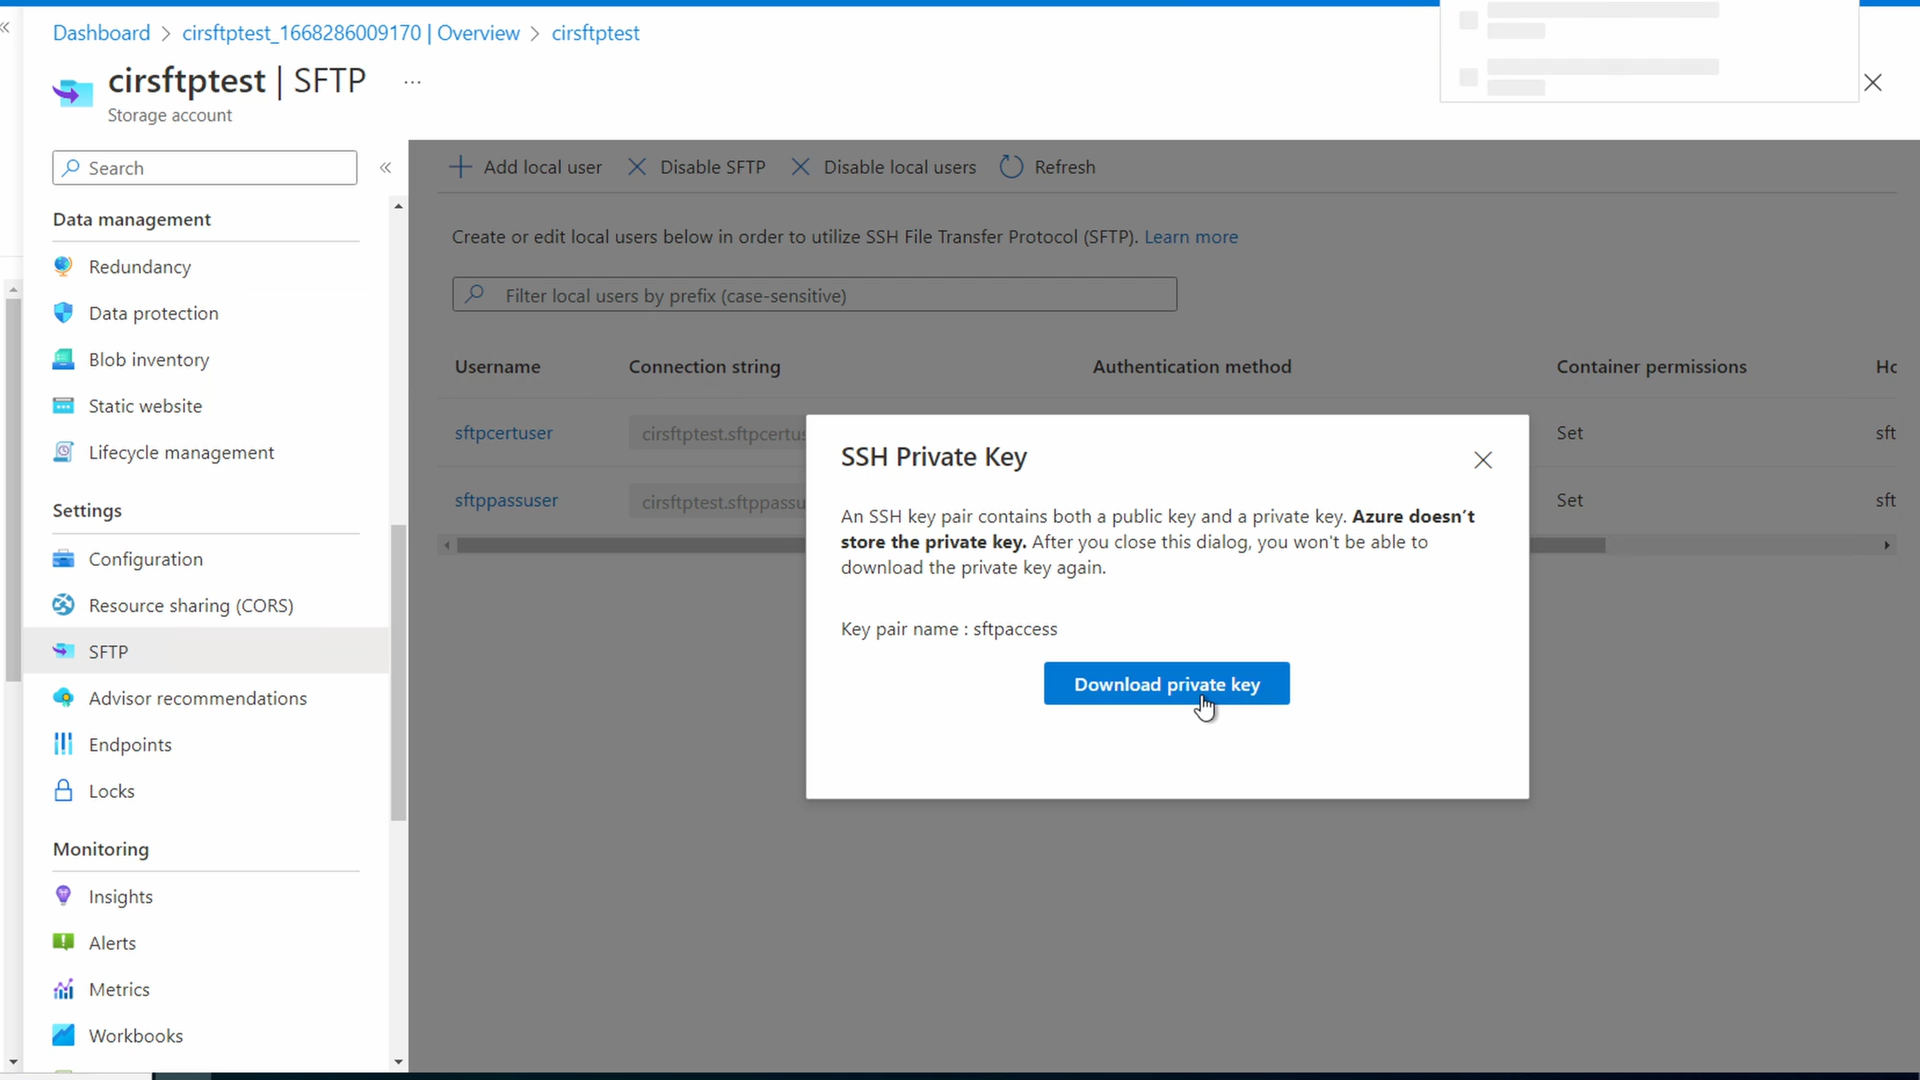 Dashboard > cirsftptest_1668286009170 | Overview > cirsftptest
cirsftptest | SFTP ...
Storage account
Search
Data management
Redundancy
Data protection
Blob inventory
Static website
Lifecycle management
Settings
Configuration
Resource sharing (CORS)
SFTP
Advisor recommendations
Endpoints
Locks
Monitoring
Insights
Alerts
Metrics
Workbooks
Add local user Disable SFTP Disable local users Refresh
Create or edit local users below in order to utilize SSH File Transfer Protocol (SFTP). Learn more
Filter local users by prefix (case-sensitive)
Username Connection string Authentication method Container permissions Hc
sftpcertuser cirsftptest.sftpcertus Set sft
sftppassuser cirsftptest.sftppassu Set sft
SSH Private Key
An SSH key pair contains both a public key and a private key. Azure doesn't
store the private key. After you close this dialog, you won't be able to
download the private key again.
Key pair name : sftpaccess
Download private key